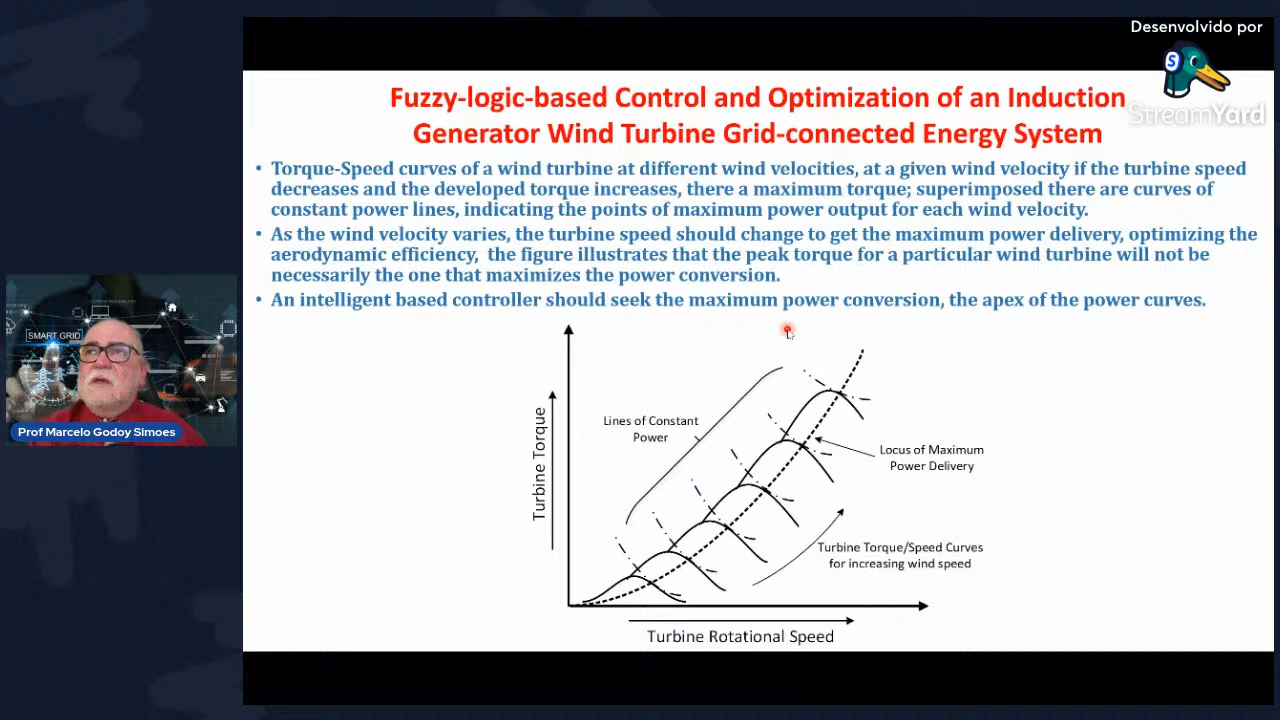 Desenvolvido por
StreamYard
Fuzzy-logic-based Control and Optimization of an Induction
Generator Wind Turbine Grid-connected Energy System
• Torque-Speed curves of a wind turbine at different wind velocities, at a given wind velocity if the turbine speed
decreases and the developed torque increases, there a maximum torque; superimposed there are curves of
constant power lines, indicating the points of maximum power output for each wind velocity.
• As the wind velocity varies, the turbine speed should change to get the maximum power delivery, optimizing the
aerodynamic efficiency, the figure illustrates that the peak torque for a particular wind turbine will not be
necessarily the one that maximizes the power conversion.
• An intelligent based controller should seek the maximum power conversion, the apex of the power curves.
SMART GRID
Prof Marcelo Godoy Simoes
Turbine Torque
Lines of Constant
Power
Locus of Maximum
Power Delivery
Turbine Torque/Speed Curves
for increasing wind speed
Turbine Rotational Speed